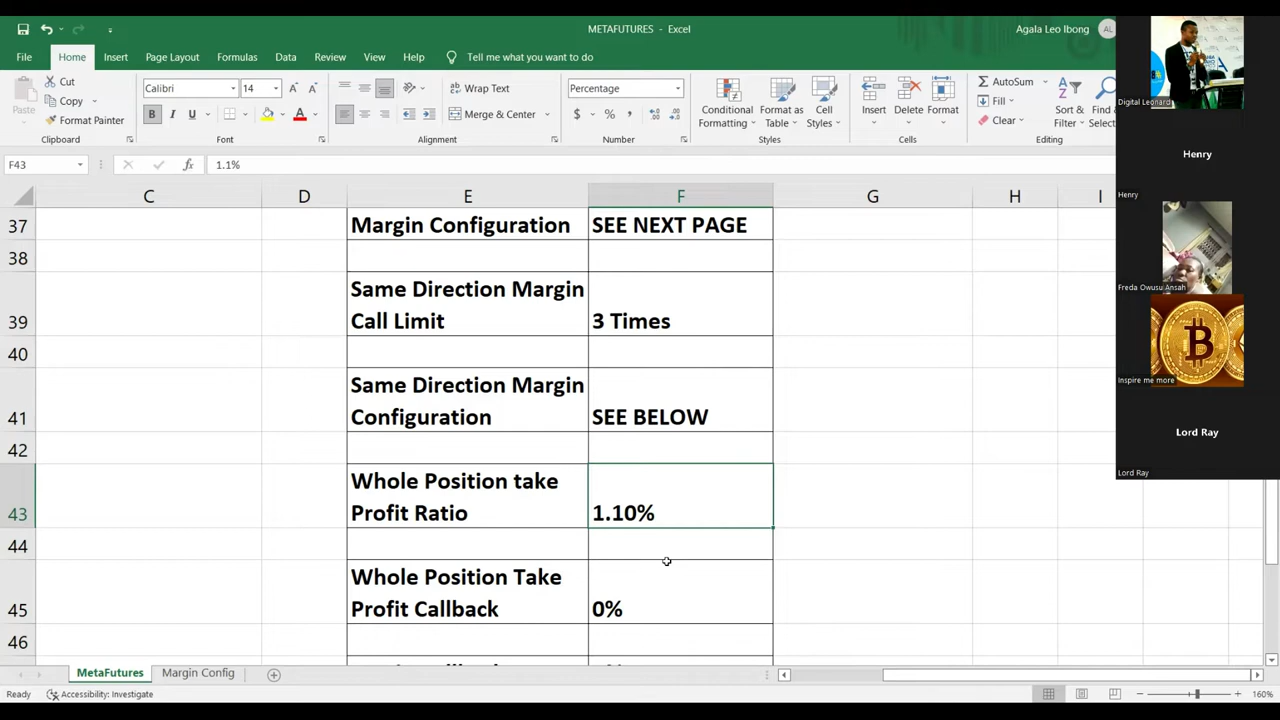 METAFUTURES - Excel
Agala Leo Ibong
AL
File Home Insert Page Layout Formulas Data Review View Help Tell me what you want to do
Paste
Cut
Copy
Format Painter
Clipboard
Calibri 14
B I U
Font
Wrap Text
Merge & Center
Alignment
Percentage
$ % ,
Number
Conditional Formatting
Format as Table
Cell Styles
Styles
Insert Delete Format
Cells
AutoSum
Fill
Clear
Sort & Filter
Editing
F43
fx
1.1%
C D E F G H I
37 Margin Configuration SEE NEXT PAGE
38
39 Same Direction Margin Call Limit 3 Times
40
41 Same Direction Margin Configuration SEE BELOW
42
43 Whole Position take Profit Ratio 1.10%
44
45 Whole Position Take Profit Callback 0%
46
MetaFutures Margin Config
Ready Accessibility: Investigate
160%
Digital Leonard
Henry
Henry
Freda Owusu Ansah
Inspire me more
Lord Ray
Lord Ray